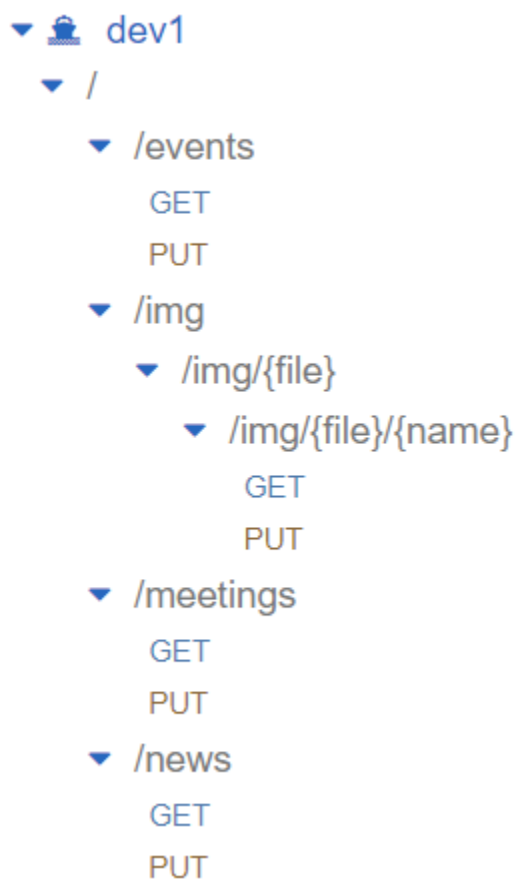 dev1
/
/events
GET
PUT
/img
/img/{file}
/img/{file}/{name}
GET
PUT
/meetings
GET
PUT
/news
GET
PUT